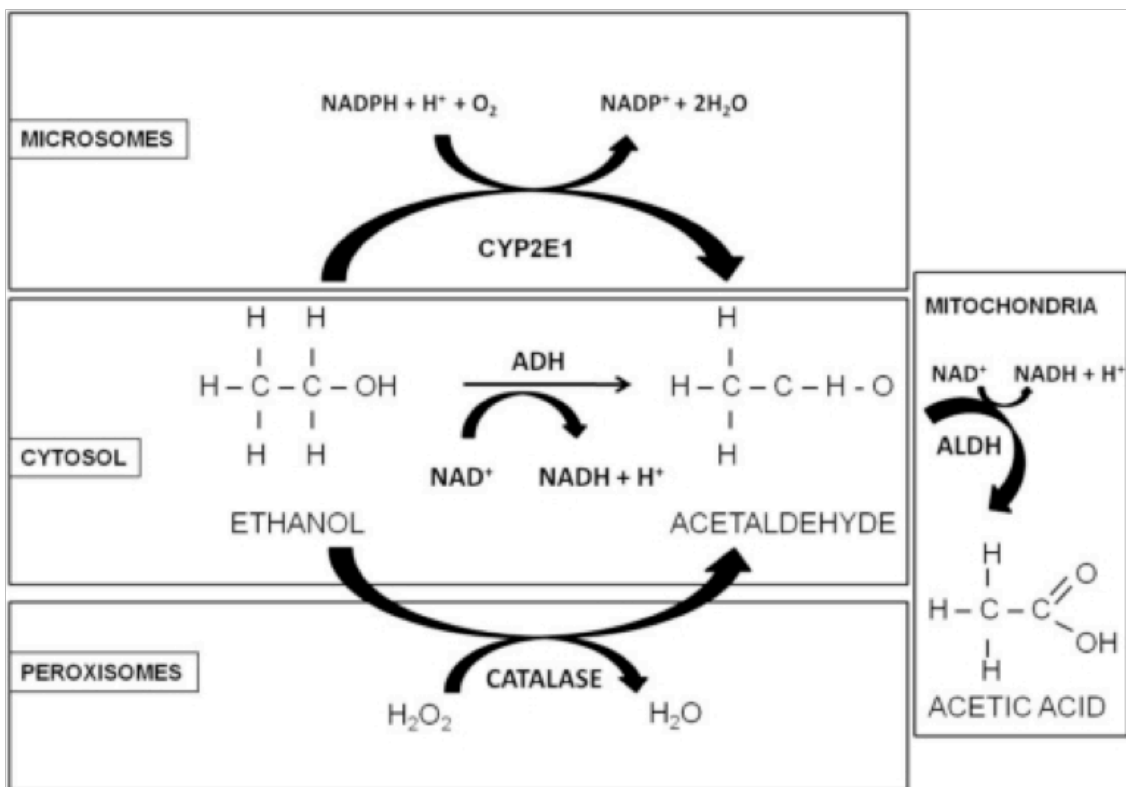 NADPH + H⁺ + O₂ NADP⁺ + 2H₂O
MICROSOMES
CYP2E1
H H H
MITOCHONDRIA
ADH
H – C – C – OH H – C – C – H - O
NAD⁺ NADH + H⁺
ALDH
H H H
CYTOSOL
NAD⁺ NADH + H⁺
ETHANOL ACETALDEHYDE
H O
H – C – C
OH
H
PEROXISOMES
CATALASE
H₂O₂ H₂O
ACETIC ACID